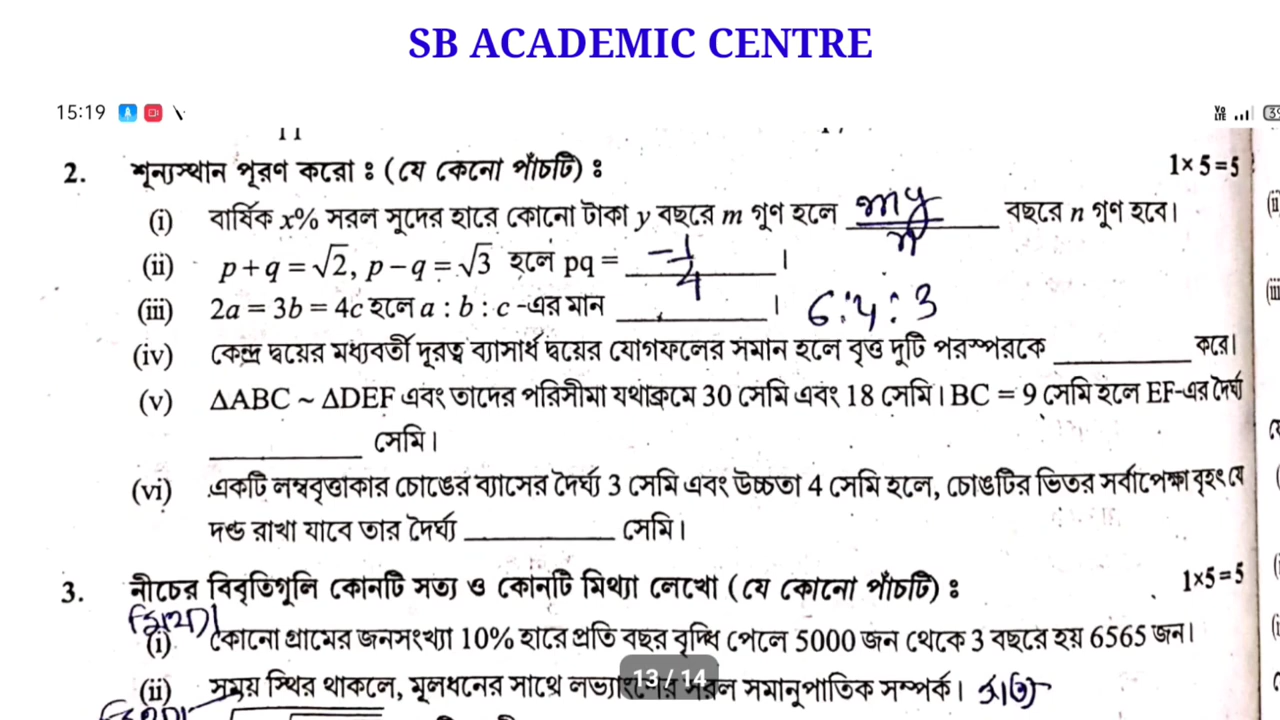 SB ACADEMIC CENTRE
15:19
2. শূন্যস্থান পূরণ করো ঃ (যে কেনো পাঁচটি) ঃ 1× 5=5
(i) বার্ষিক x% সরল সুদের হারে কোনো টাকা y বছরে m গুণ হলে my/n বছরে n গুণ হবে।
(ii) p+q = √2, p−q = √3 হলে pq = −1/4 ।
(iii) 2a = 3b = 4c হলে a : b : c -এর মান ________ । 6:4:3
(iv) কেন্দ্র দ্বয়ের মধ্যবর্তী দূরত্ব ব্যাসার্ধ দ্বয়ের যোগফলের সমান হলে বৃত্ত দুটি পরস্পরকে ________ করে।
(v) ΔABC ~ ΔDEF এবং তাদের পরিসীমা যথাক্রমে 30 সেমি এবং 18 সেমি। BC = 9 সেমি হলে EF-এর দৈর্ঘ্য
________ সেমি।
(vi) একটি লম্ববৃত্তাকার চোঙের ব্যাসের দৈর্ঘ্য 3 সেমি এবং উচ্চতা 4 সেমি হলে, চোঙটির ভিতর সর্বাপেক্ষা বৃহৎ যে
দন্ড রাখা যাবে তার দৈর্ঘ্য ________ সেমি।
3. নীচের বিবৃতিগুলি কোনটি সত্য ও কোনটি মিথ্যা লেখো (যে কোনো পাঁচটি) ঃ 1×5=5
(i) কোনো গ্রামের জনসংখ্যা 10% হারে প্রতি বছর বৃদ্ধি পেলে 5000 জন থেকে 3 বছরে হয় 6565 জন।
13 / 14
(ii) সময় স্থির থাকলে, মূলধনের সাথে লভ্যাংশের সরল সমানুপাতিক সম্পর্ক।